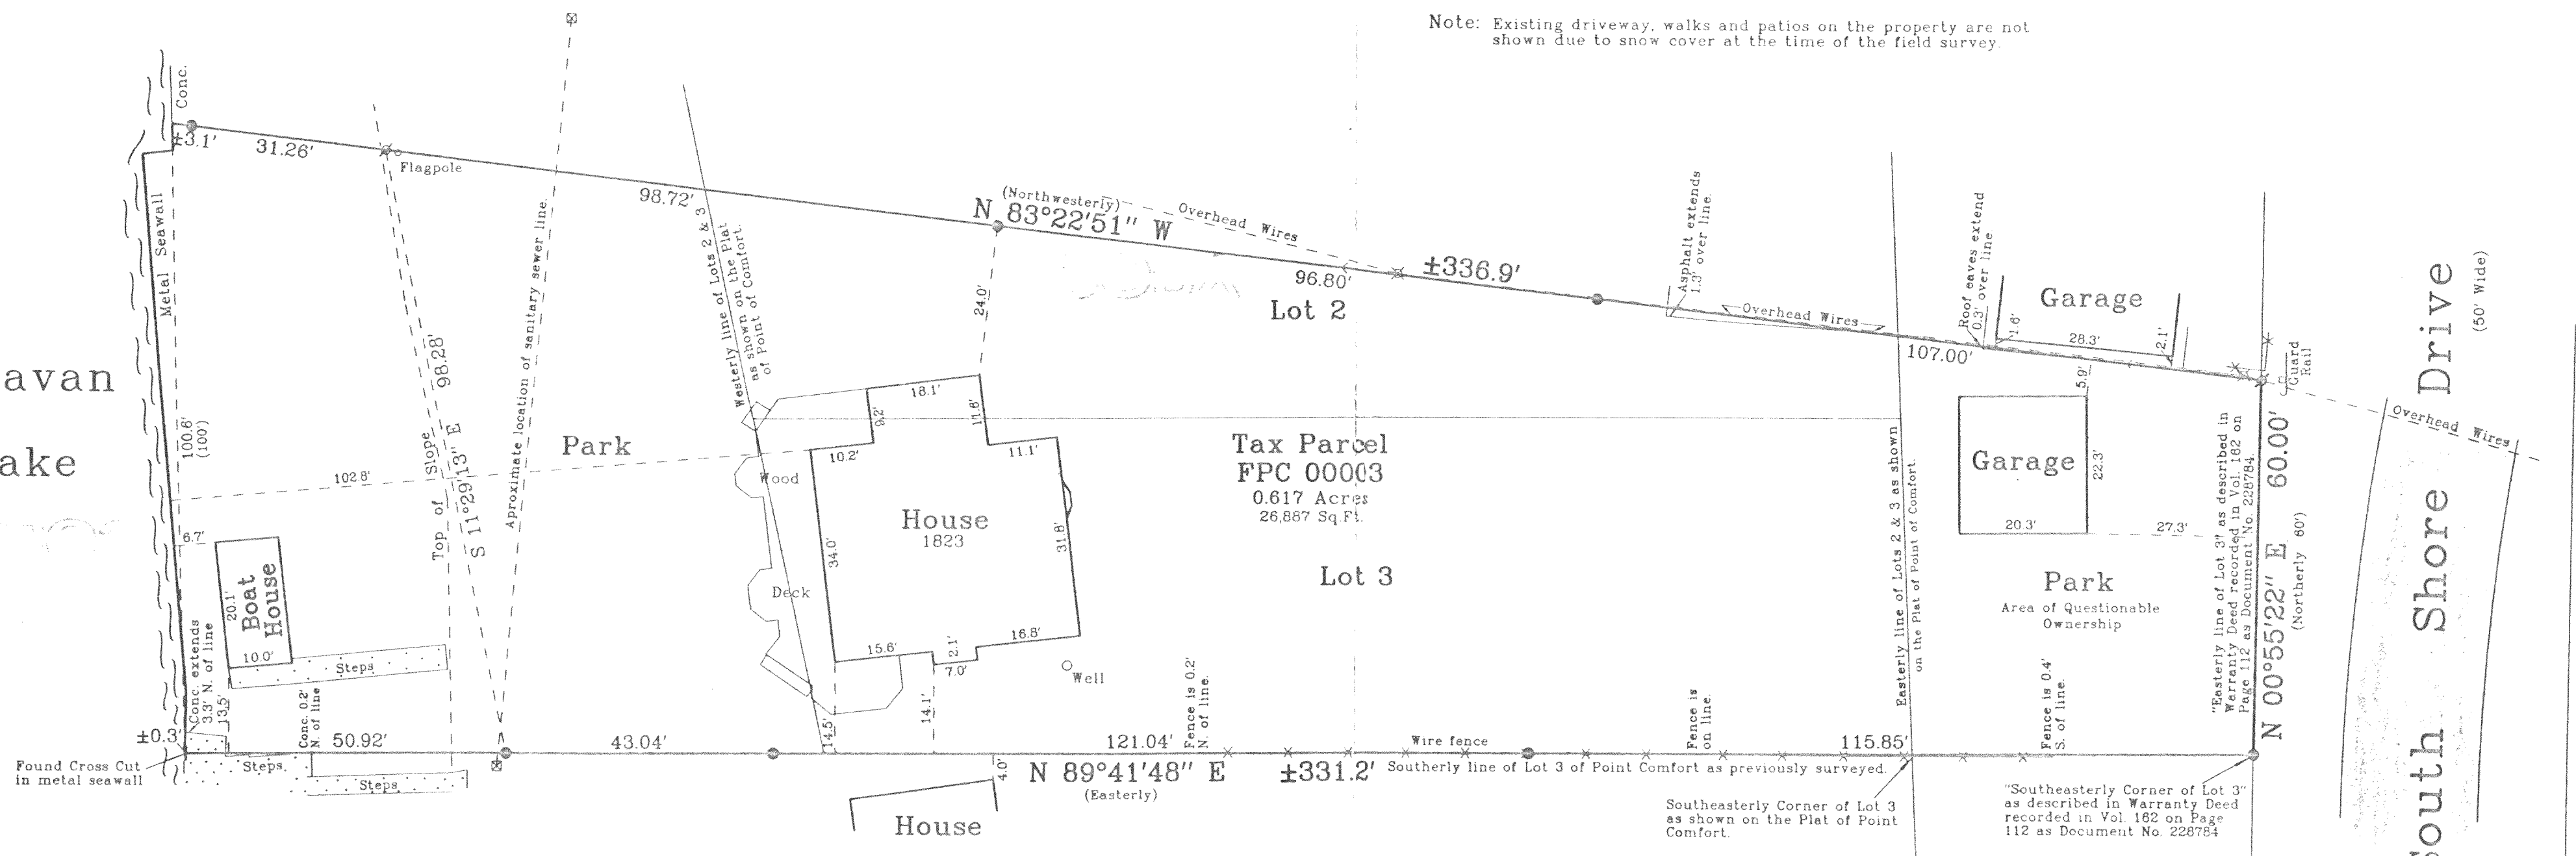 Note: Existing driveway, walks and patios on the property are not
shown due to snow cover at the time of the field survey.
Conc.
±3.1'
31.26'
Flagpole
98.72'
(Northwesterly)
N 83°22'51" W
Overhead Wires
96.80'
±336.9'
Asphalt extends
1.3' over line.
Overhead Wires
Roof eaves extend
0.3' over line
Garage
1.6'
28.3'
2.1'
107.00'
5.9'
Guard
Rail
Overhead Wires
South Shore Drive
(50' Wide)
Metal Seawall
avan
ake
100.6'
(100')
102.8'
Top of Slope
98.28'
S 11°29'13" E
Aproximate location of sanitary sewer line.
Park
Westerly line of Lots 2 & 3
as shown on the Plat
of Point of Comfort.
24.0'
Lot 2
18.1'
9.2'
11.6'
10.2'
11.1'
Wood
Deck
House
1823
34.0'
31.8'
15.6'
2.1'
7.0'
16.8'
Well
Tax Parcel
FPC 00003
0.617 Acres
26,887 Sq.Ft.
Lot 3
Easterly line of Lots 2 & 3 as shown
on the Plat of Point of Comfort.
Garage
22.3'
20.3'
27.3'
Park
Area of Questionable
Ownership
"Easterly line of Lot 3" as described in
Warranty Deed recorded in Vol. 162 on
Page 112 as Document No. 228784.
N 00°55'22" E 60.00'
(Northerly 60')
6.7'
Boat
House
20.1'
10.0'
Steps
Conc. extends
3.3' N. of line
13.5'
Conc. 0.2'
N. of line
±0.3'
50.92'
43.04'
14.5'
14.1'
121.04'
Fence is 0.2'
N. of line.
Wire fence
Fence is
on line.
115.85'
Fence is 0.4'
S. of line.
Found Cross Cut
in metal seawall
Steps
Steps
4.0'
House
N 89°41'48" E ±331.2'
(Easterly)
Southerly line of Lot 3 of Point Comfort as previously surveyed.
Southeasterly Corner of Lot 3
as shown on the Plat of Point
Comfort.
"Southeasterly Corner of Lot 3"
as described in Warranty Deed
recorded in Vol. 162 on Page
112 as Document No. 228784